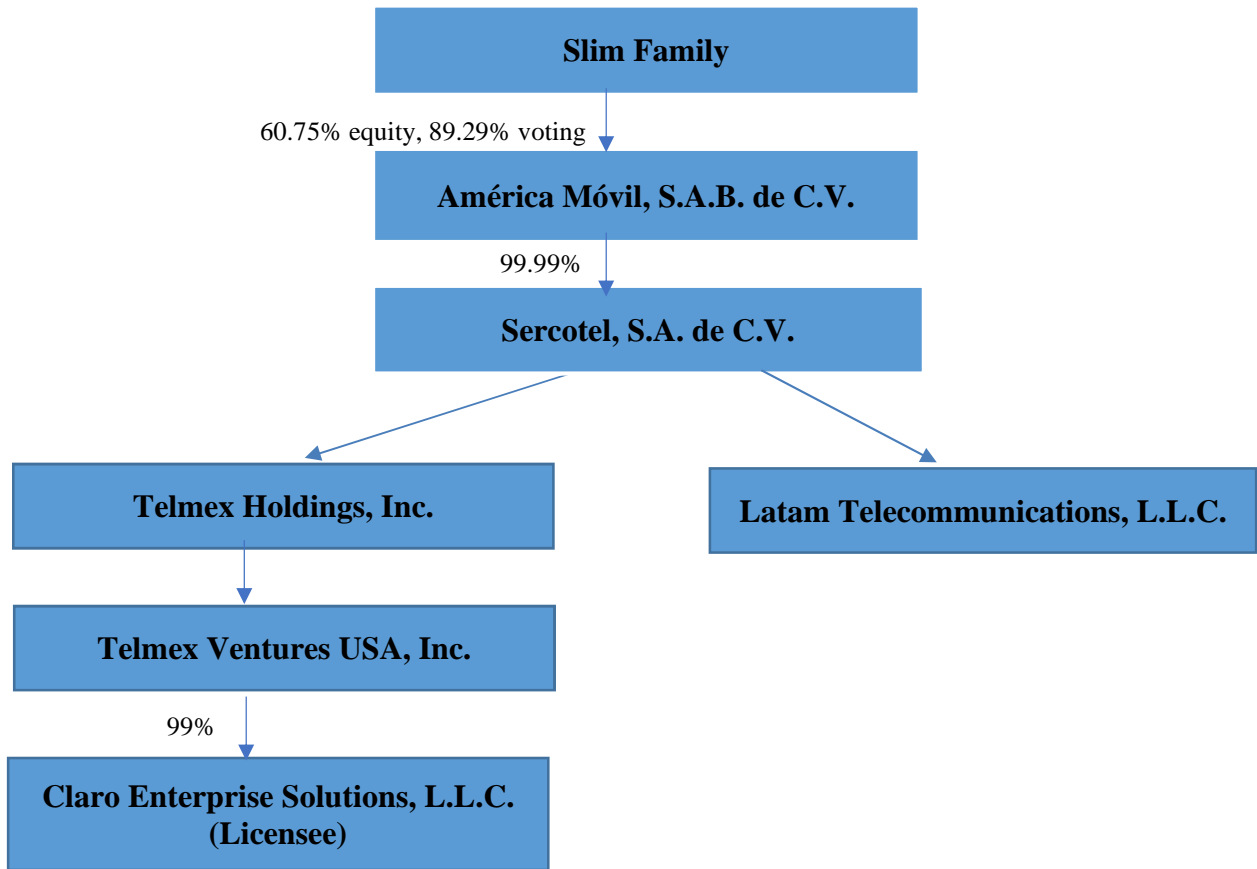 Slim Family
60.75% equity, 89.29% voting
América Móvil, S.A.B. de C.V.
99.99%
Sercotel, S.A. de C.V.
Telmex Holdings, Inc.
Latam Telecommunications, L.L.C.
Telmex Ventures USA, Inc.
99%
Claro Enterprise Solutions, L.L.C.
(Licensee)